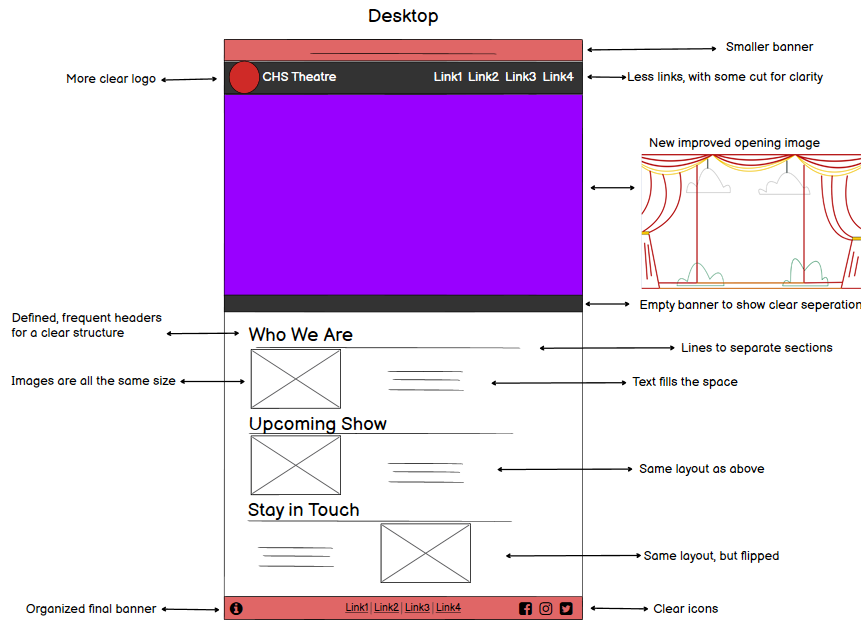 Desktop
Smaller banner
More clear logo
CHS Theatre
Link1 Link2 Link3 Link4
Less links, with some cut for clarity
New improved opening image
Empty banner to show clear seperation
Defined, frequent headers
for a clear structure
Who We Are
Lines to separate sections
Images are all the same size
Text fills the space
Upcoming Show
Same layout as above
Stay in Touch
Same layout, but flipped
Organized final banner
Link1| Link2 | Link3 | Link4
Clear icons